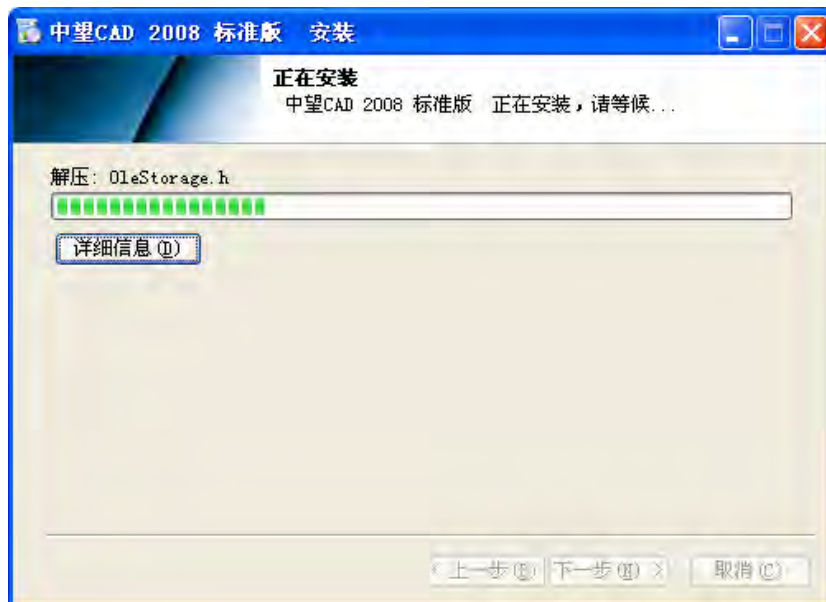 中望CAD 2008 标准版 安装
正在安装
中望CAD 2008 标准版 正在安装，请等候...
解压: OleStorage.h
详细信息(D)
< 上一步(B) 下一步(N) > 取消(C)